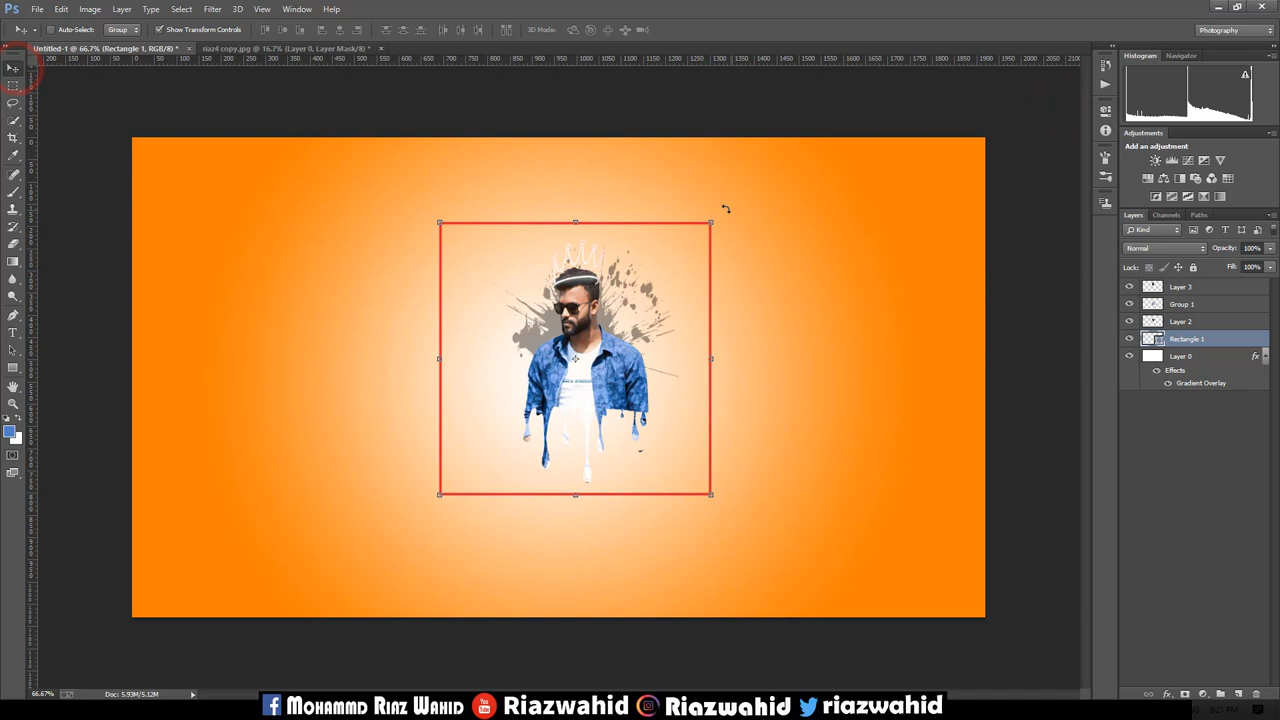 Ps File Edit Image Layer Type Select Filter 3D View Window Help
Auto-Select: Group Show Transform Controls 3D Mode: Photography
Untitled-1 @ 66.7% (Rectangle 1, RGB/8) * × riaz4 copy.jpg @ 16.7% (Layer 0, Layer Mask/8) * ×
Histogram Navigator
Adjustments
Add an adjustment
Layers Channels Paths
Kind
Normal Opacity: 100%
Lock: Fill: 100%
Layer 3
Group 1
Layer 2
Rectangle 1
Layer 0 fx
Effects
Gradient Overlay
66.67% Doc: 5.93M/5.12M
Mohammd Riaz Wahid Riazwahid Riazwahid riazwahid
9:21 PM